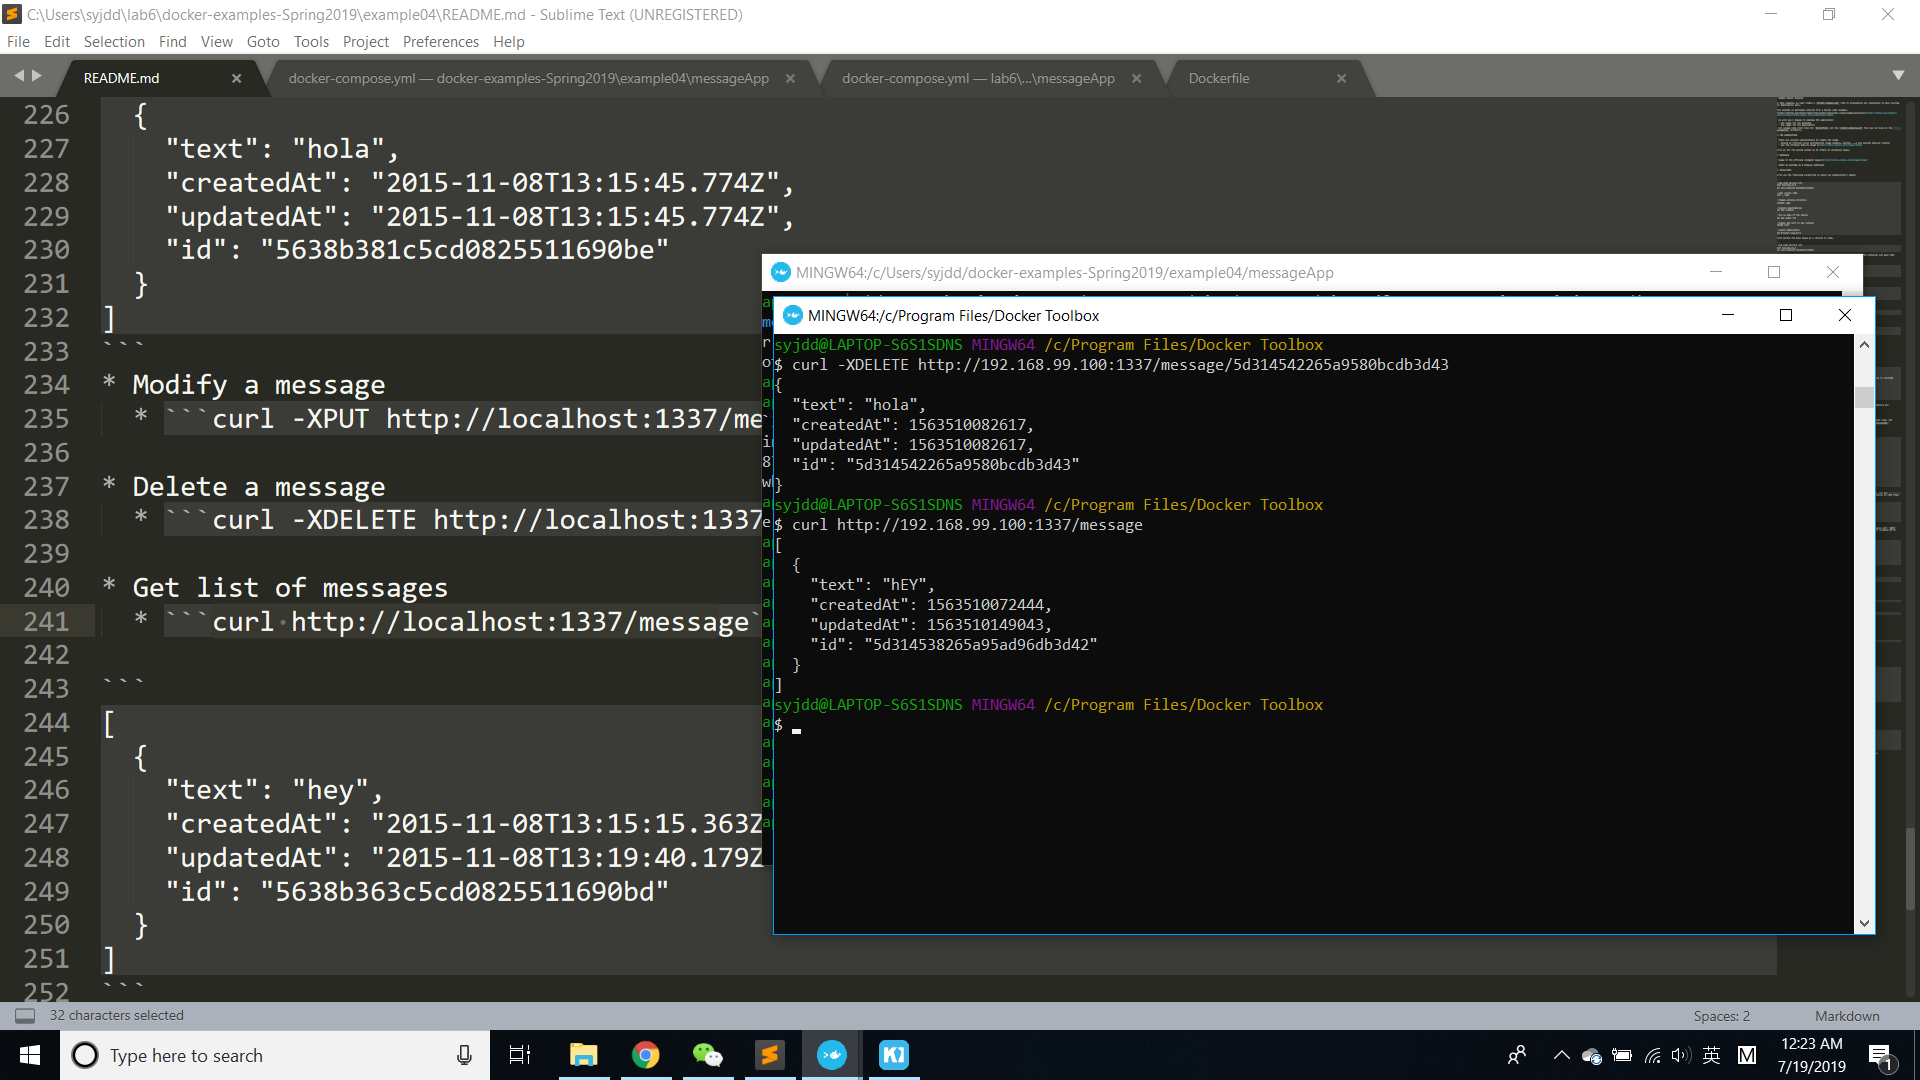 C:\Users\syjdd\lab6\docker-examples-Spring2019\example04\README.md - Sublime Text (UNREGISTERED)
File Edit Selection Find View Goto Tools Project Preferences Help
README.md
docker-compose.yml — docker-examples-Spring2019\example04\messageApp
docker-compose.yml — lab6\...\messageApp
Dockerfile
226 {
227 "text": "hola",
228 "createdAt": "2015-11-08T13:15:45.774Z",
229 "updatedAt": "2015-11-08T13:15:45.774Z",
230 "id": "5638b381c5cd0825511690be"
231 }
232 ]
233 ```
234 * Modify a message
235 * ```curl -XPUT http://localhost:1337/me
236
237 * Delete a message
238 * ```curl -XDELETE http://localhost:1337
239
240 * Get list of messages
241 * ```curl http://localhost:1337/message`
242
243 ```
244 [
245 {
246 "text": "hey",
247 "createdAt": "2015-11-08T13:15:15.363Z
248 "updatedAt": "2015-11-08T13:19:40.179Z
249 "id": "5638b363c5cd0825511690bd"
250 }
251 ]
252 ```
MINGW64:/c/Users/syjdd/docker-examples-Spring2019/example04/messageApp
MINGW64:/c/Program Files/Docker Toolbox
syjdd@LAPTOP-S6S1SDNS MINGW64 /c/Program Files/Docker Toolbox
$ curl -XDELETE http://192.168.99.100:1337/message/5d314542265a9580bcdb3d43
{
"text": "hola",
"createdAt": 1563510082617,
"updatedAt": 1563510082617,
"id": "5d314542265a9580bcdb3d43"
}
syjdd@LAPTOP-S6S1SDNS MINGW64 /c/Program Files/Docker Toolbox
$ curl http://192.168.99.100:1337/message
[
{
"text": "hEY",
"createdAt": 1563510072444,
"updatedAt": 1563510149043,
"id": "5d314538265a95ad96db3d42"
}
]
syjdd@LAPTOP-S6S1SDNS MINGW64 /c/Program Files/Docker Toolbox
$
32 characters selected
Spaces: 2
Markdown
Type here to search
英
M
12:23 AM
7/19/2019
1